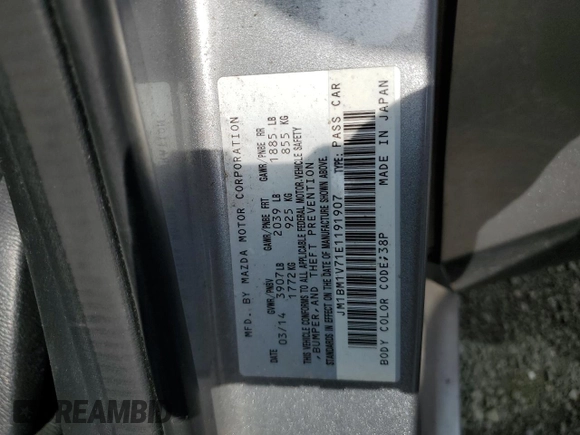 MFD. BY MAZDA MOTOR CORPORATION
DATE GVWR/PNBV GAWR/PNBE FRT GAWR/PNBE RR
03/14 3907LB 2039 LB 1885 LB
1772KG 925 KG 855 KG
THIS VEHICLE CONFORMS TO ALL APPLICABLE FEDERAL MOTOR VEHICLE SAFETY
,BUMPER,AND THEFT PREVENTION
STANDARDS IN EFFECT ON THE DATE OF MANUFACTURE SHOWN ABOVE.
JM1BM1V71E1191907 TYPE: PASS CAR
BODY COLOR CODE:38P MADE IN JAPAN
REAMBID